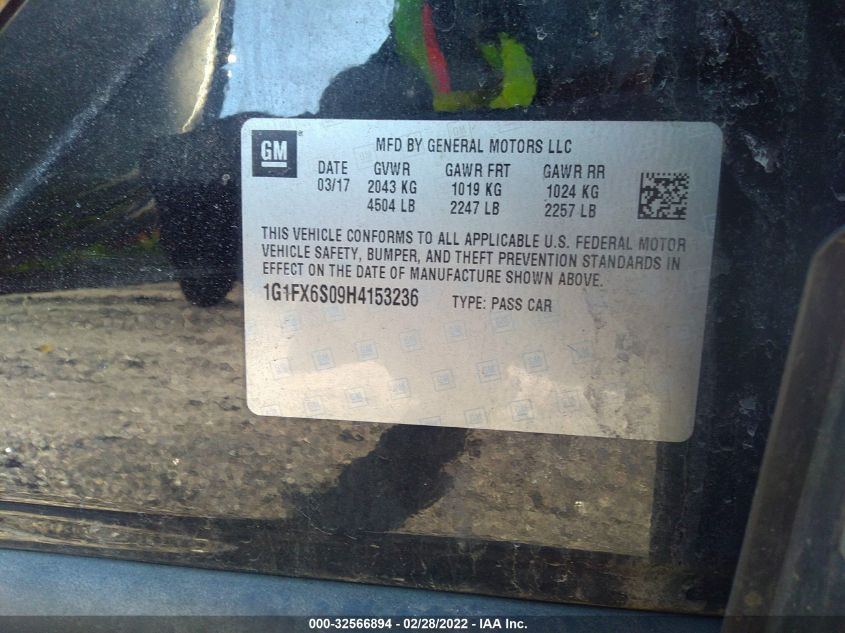 GM
MFD BY GENERAL MOTORS LLC
DATE GVWR GAWR FRT GAWR RR
03/17 2043 KG 1019 KG 1024 KG
4504 LB 2247 LB 2257 LB
THIS VEHICLE CONFORMS TO ALL APPLICABLE U.S. FEDERAL MOTOR
VEHICLE SAFETY, BUMPER, AND THEFT PREVENTION STANDARDS IN
EFFECT ON THE DATE OF MANUFACTURE SHOWN ABOVE.
1G1FX6S09H4153236 TYPE: PASS CAR
000-32566894 - 02/28/2022 - IAA Inc.